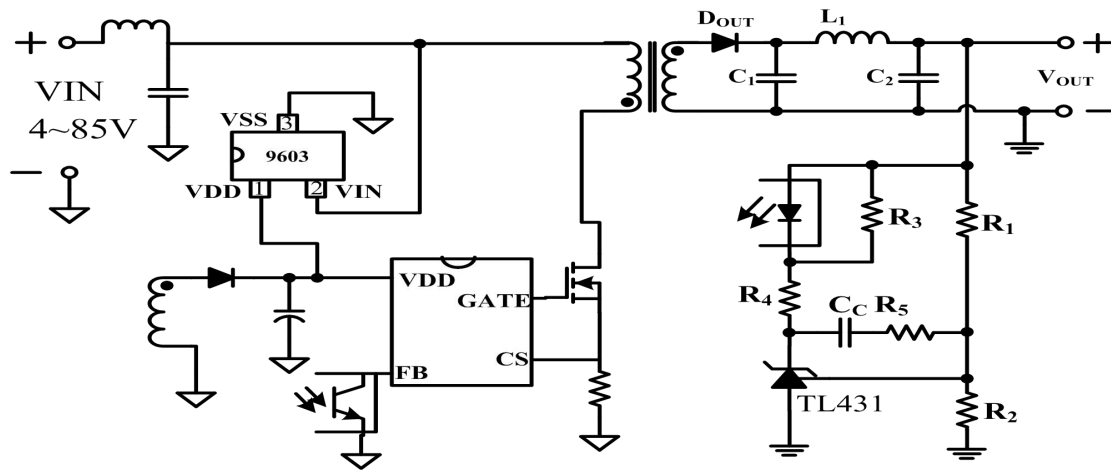 +
VIN
4~85V
−
VSS
3
9603
VDD
1
2
VIN
VDD
GATE
CS
FB
DOUT
L1
C1
C2
+
VOUT
−
R3
R1
R4
CC
R5
TL431
R2